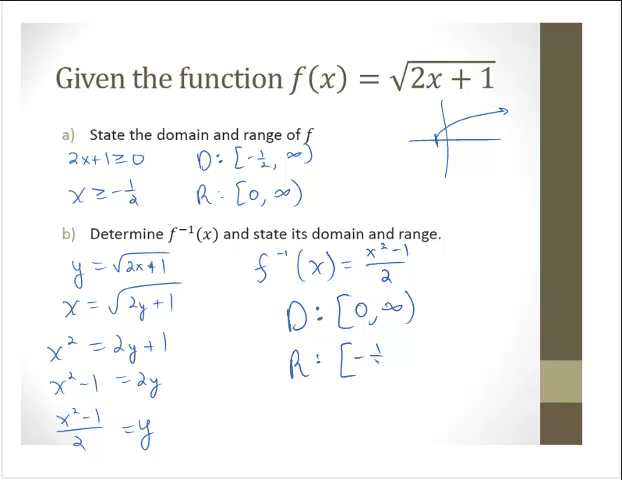 Given the function f(x) = √(2x + 1)
a) State the domain and range of f
2x+1≥0 D: [-1/2, ∞)
x ≥ -1/2 R: [0, ∞)
b) Determine f⁻¹(x) and state its domain and range.
y = √(2x+1) f⁻¹(x) = (x²-1)/2
x = √(2y+1) D: [0, ∞)
x² = 2y+1
x²-1 = 2y R: [-1
(x²-1)/2 = y